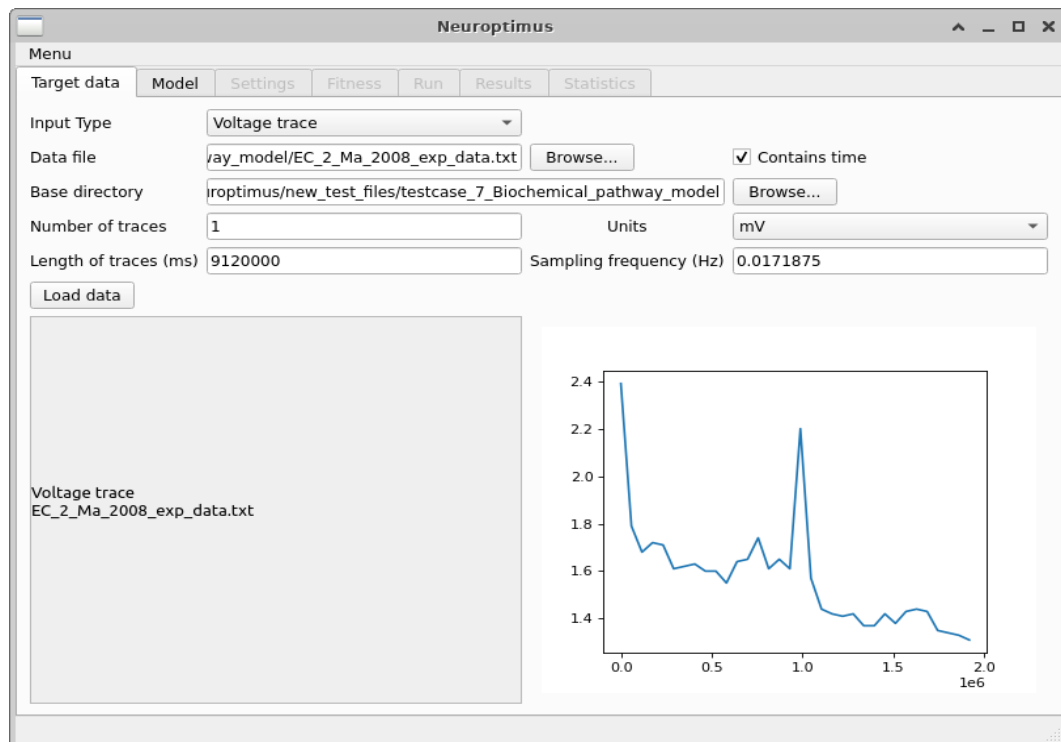 Neuroptimus
Menu
Target data Model Settings Fitness Run Results Statistics
Input Type Voltage trace
Data file /ay_model/EC_2_Ma_2008_exp_data.txt Browse... Contains time
Base directory uroptimus/new_test_files/testcase_7_Biochemical_pathway_model Browse...
Number of traces 1 Units mV
Length of traces (ms) 9120000 Sampling frequency (Hz) 0.0171875
Load data
Voltage trace
EC_2_Ma_2008_exp_data.txt
2.4
2.2
2.0
1.8
1.6
1.4
0.0 0.5 1.0 1.5 2.0
1e6